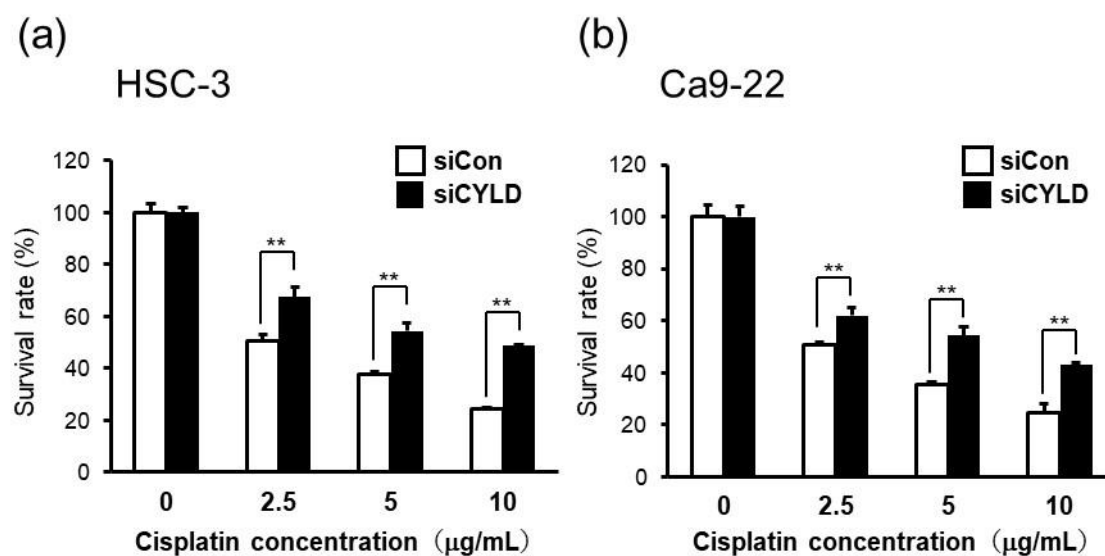 (a)
HSC-3
siCon
siCYLD
Survival rate (%)
120
100
80
60
40
20
0
**
**
**
0 2.5 5 10
Cisplatin concentration (μg/mL)
(b)
Ca9-22
siCon
siCYLD
Survival rate (%)
120
100
80
60
40
20
0
**
**
**
0 2.5 5 10
Cisplatin concentration (μg/mL)